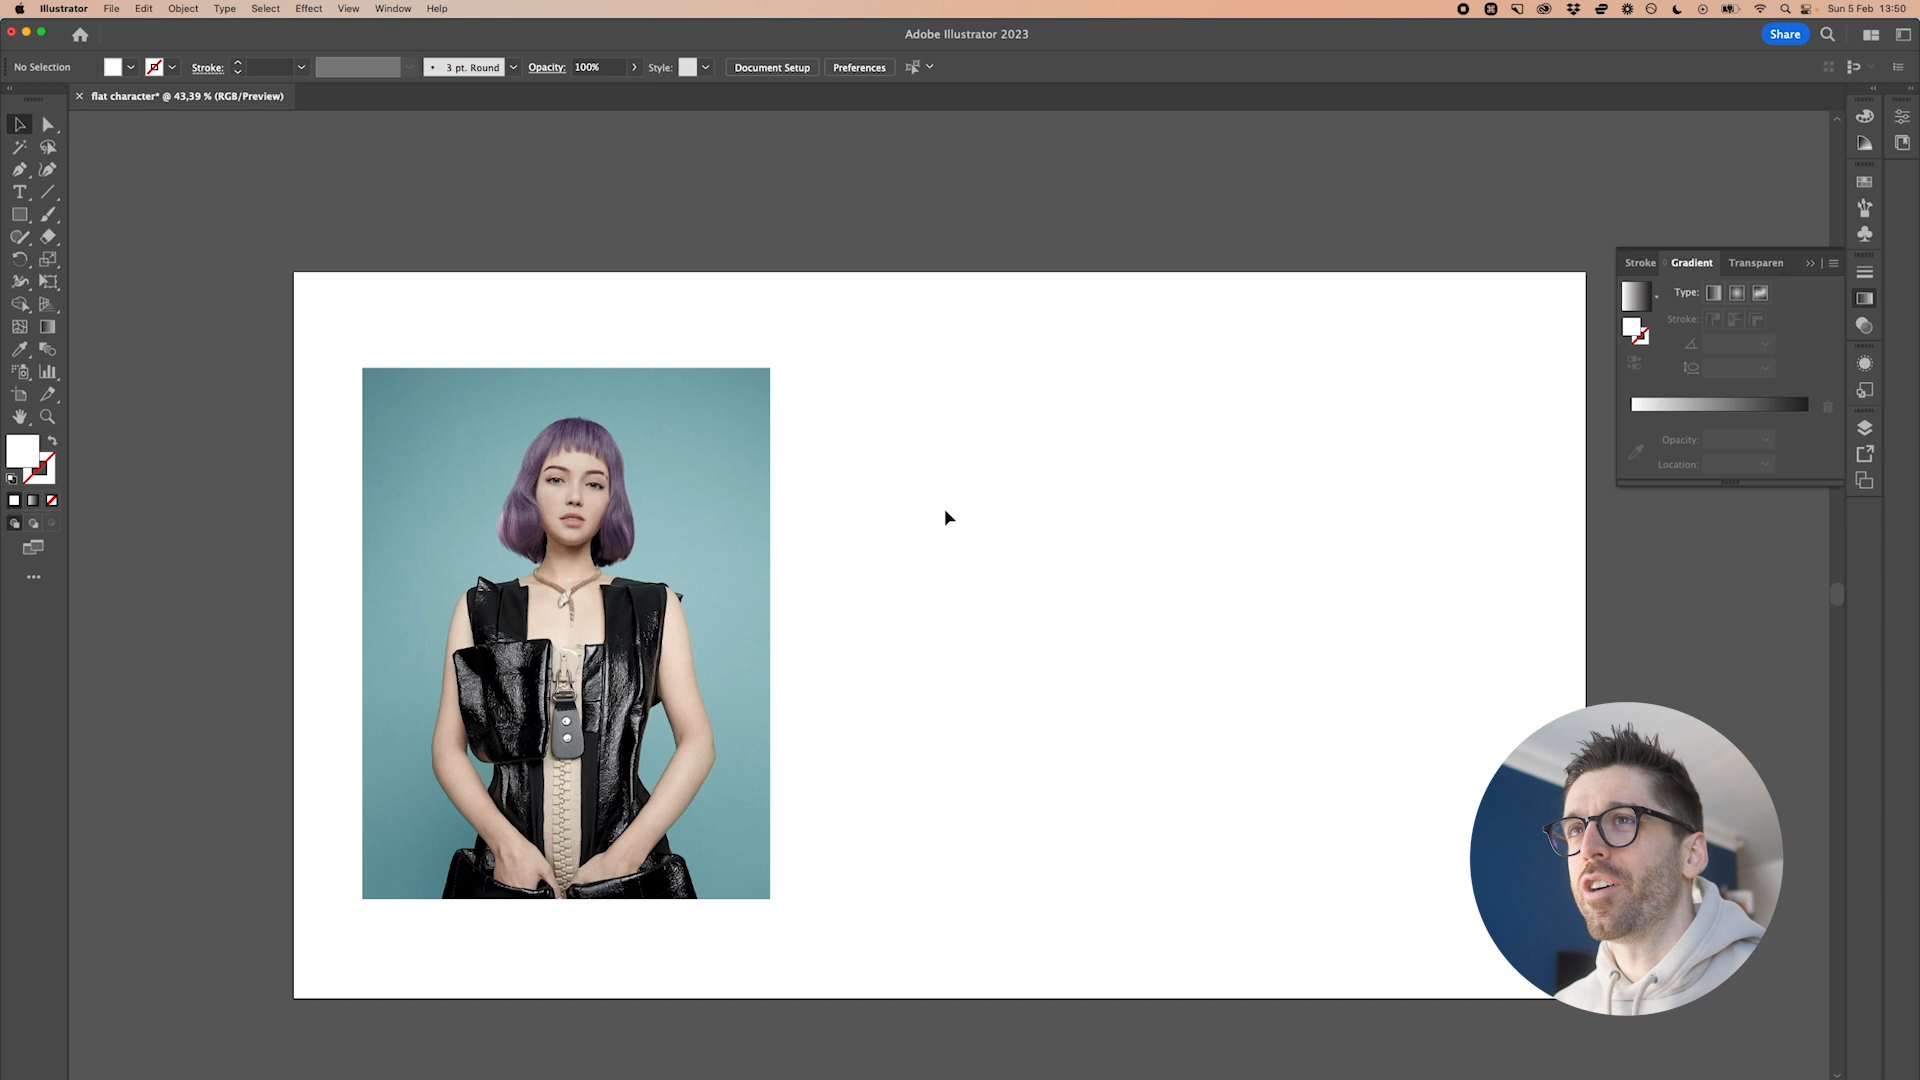 Illustrator File Edit Object Type Select Effect View Window Help
Sun 5 Feb 13:50
Adobe Illustrator 2023
Share
No Selection
Stroke:
3 pt. Round
Opacity: 100%
Style:
Document Setup
Preferences
flat character* @ 43,39 % (RGB/Preview)
Stroke Gradient Transparen
Type:
Stroke:
Opacity:
Location: